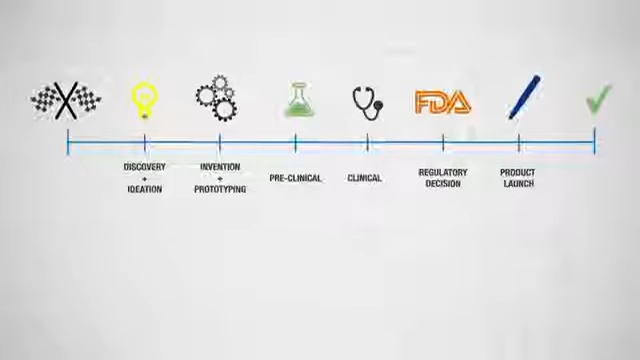 FDA
DISCOVERY
+
IDEATION
INVENTION
+
PROTOTYPING
PRE-CLINICAL
CLINICAL
REGULATORY
DECISION
PRODUCT
LAUNCH